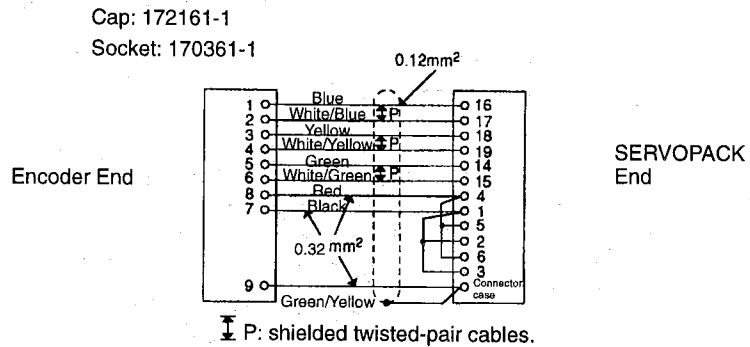 Cap: 172161-1
Socket: 170361-1
0.12mm²
Blue
1
16
White/Blue
P
2
17
Yellow
3
18
White/Yellow
P
4
19
Green
5
14
White/Green
P
6
15
Red
8
4
Black
7
1
5
2
6
3
Encoder End
SERVOPACK
End
0.32 mm²
9
Connector
case
Green/Yellow
P: shielded twisted-pair cables.